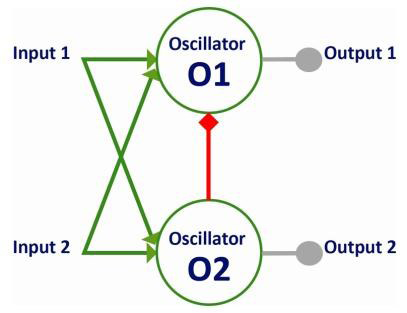 Input 1
Oscillator
O1
Output 1
Input 2
Oscillator
O2
Output 2